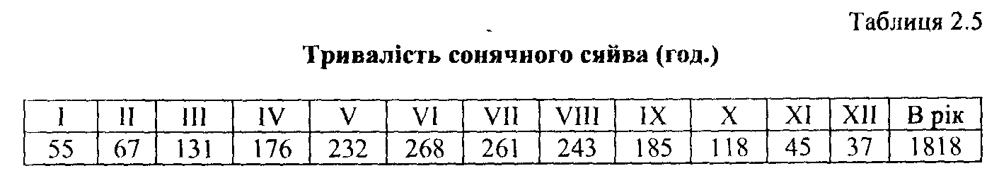 Таблиця 2.5
Тривалість сонячного сяйва (год.)
I II III IV V VI VII VIII IX X XI XII В рік
55 67 131 176 232 268 261 243 185 118 45 37 1818